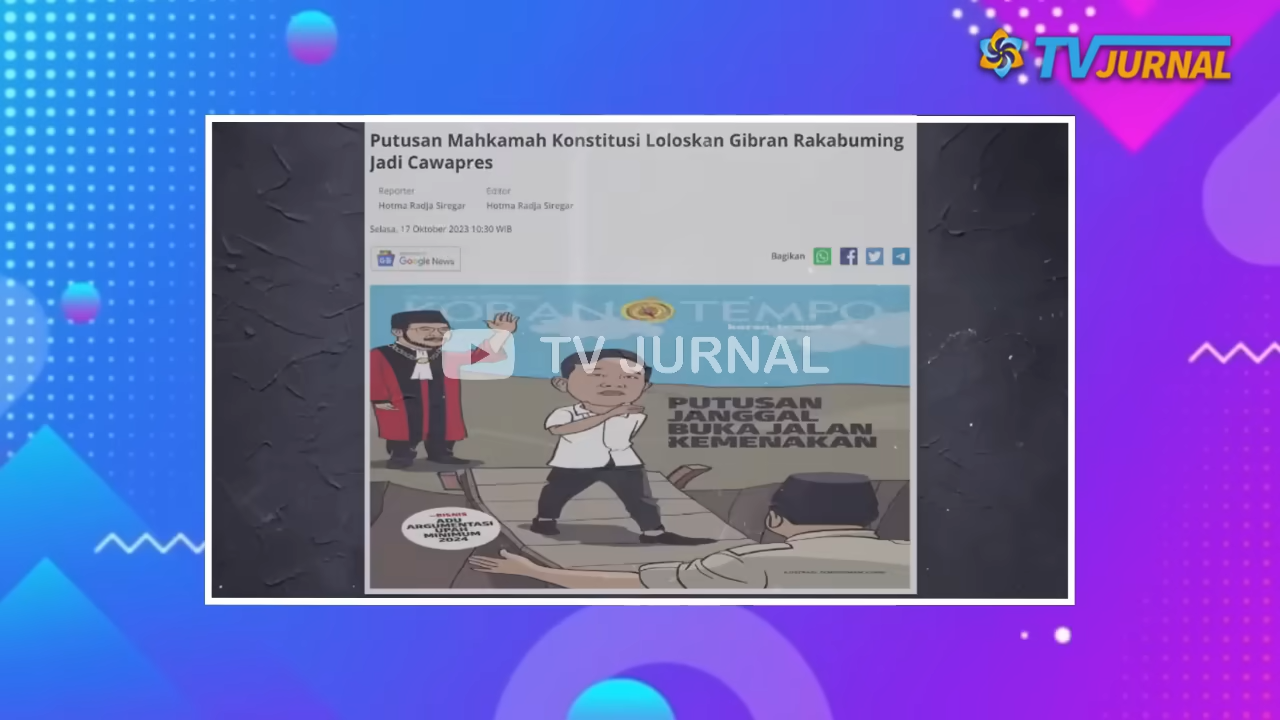 TV JURNAL
Putusan Mahkamah Konstitusi Loloskan Gibran Rakabuming
Jadi Cawapres
Reporter
Editor
Hotma Radja Siregar
Hotma Radja Siregar
Selasa, 17 Oktober 2023 10:30 WIB
Google News
Bagikan
KORAN TEMPO
TV JURNAL
PUTUSAN
JANGGAL
BUKA JALAN
KEMENAKAN
BISNIS
ADU
ARGUMENTASI
UPAH
MINIMUM
2024